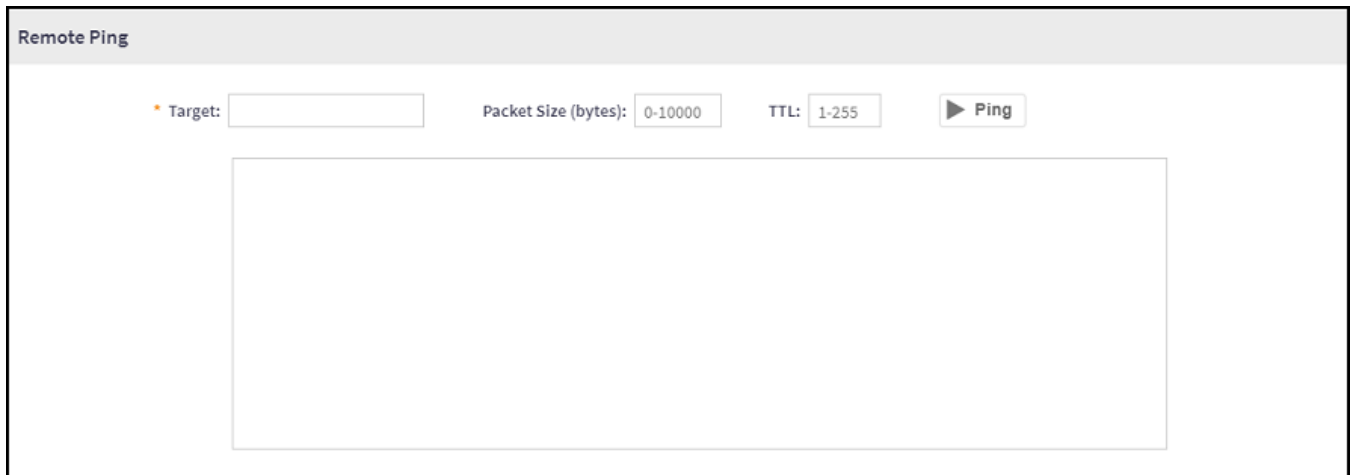 Remote Ping
* Target: Packet Size (bytes): 0-10000 TTL: 1-255 Ping